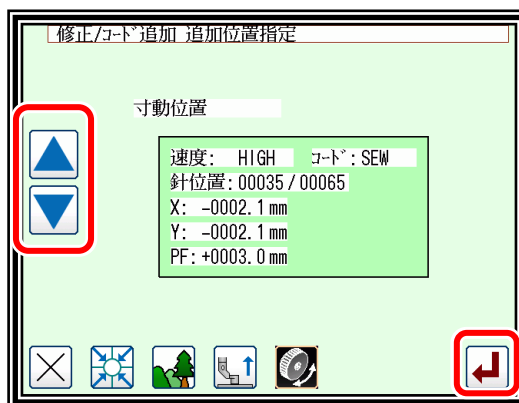 修正/ｺｰﾄﾞ追加 追加位置指定
寸動位置
速度: HIGH ｺｰﾄﾞ:SEW
針位置:00035/00065
X: -0002.1mm
Y: -0002.1mm
PF:+0003.0mm